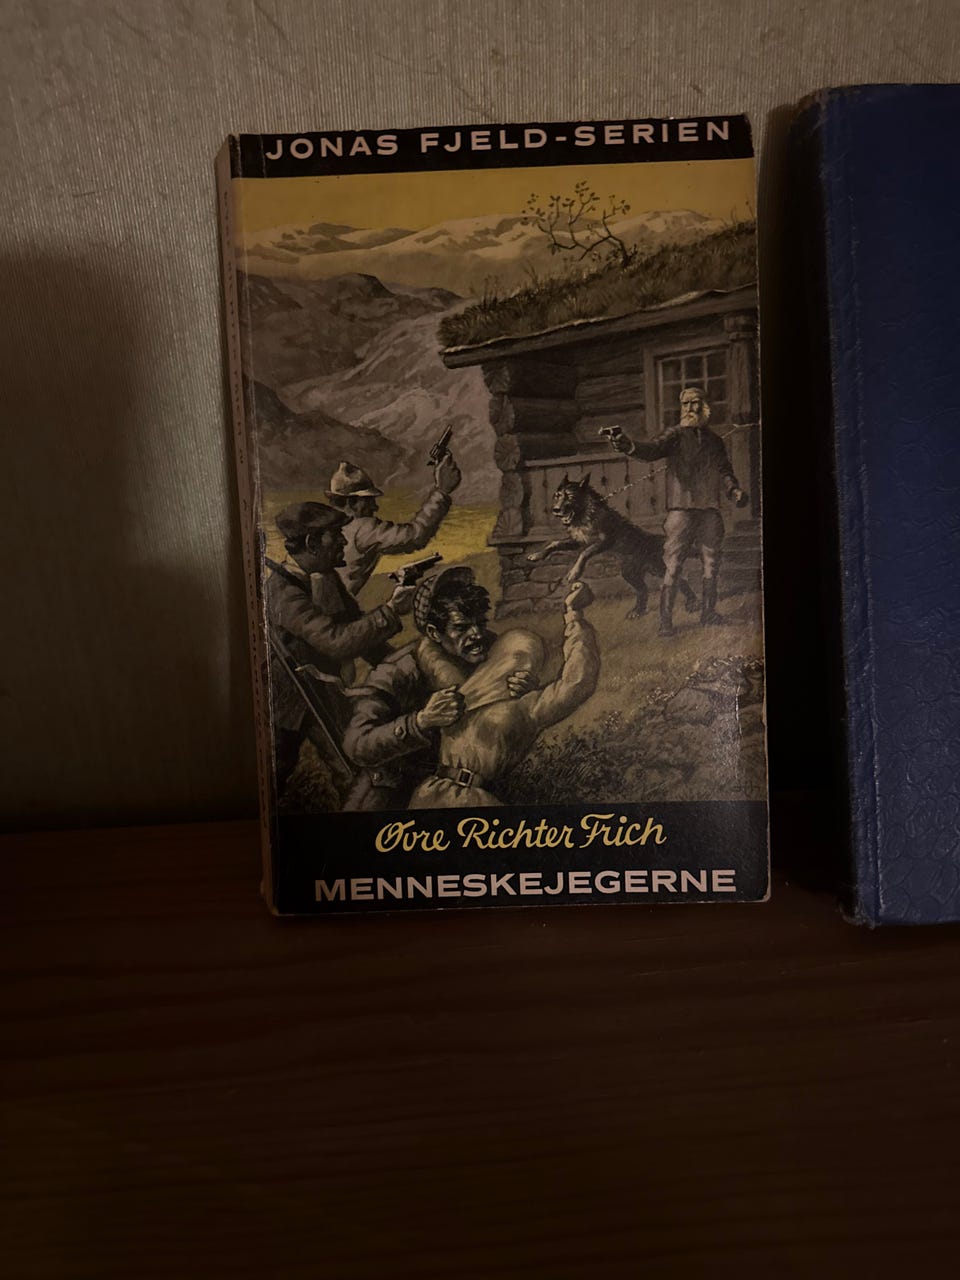 JONAS FJELD-SERIEN
Øvre Richter Frich
MENNESKEJEGERNE